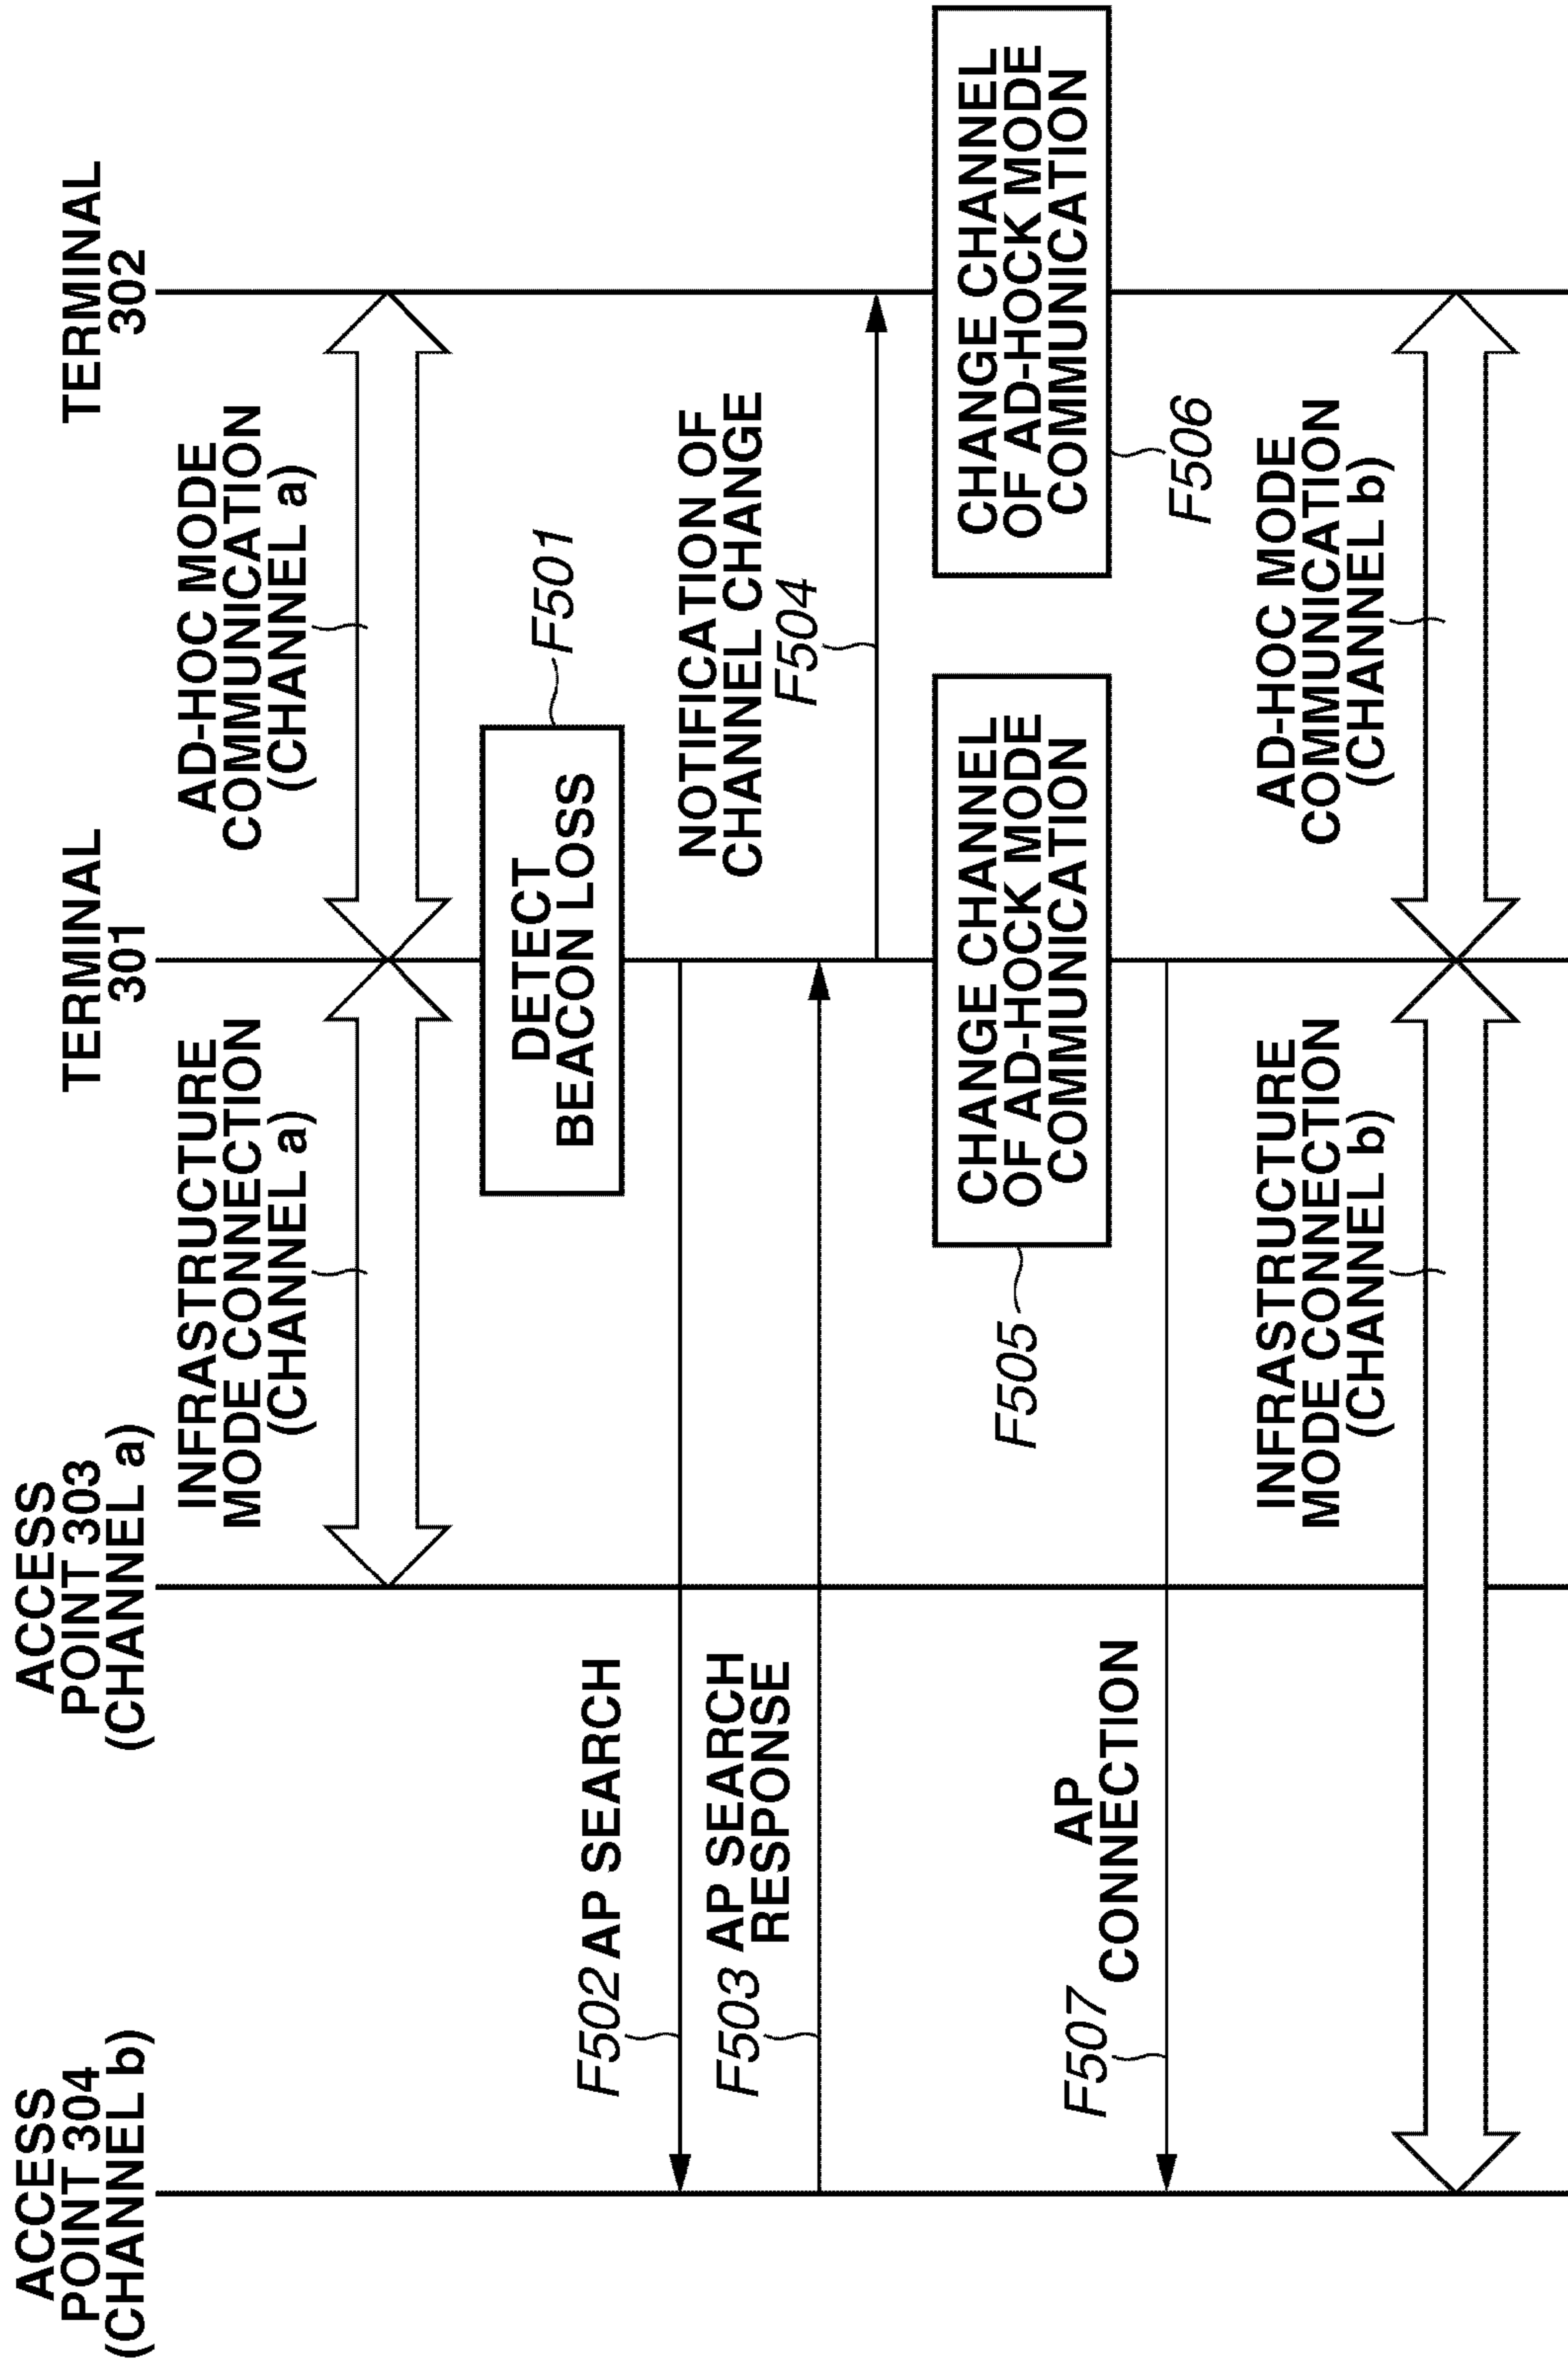 ACCESS
POINT 304
(CHANNEL b)
ACCESS
POINT 303
(CHANNEL a)
TERMINAL
301
TERMINAL
302
INFRASTRUCTURE
MODE CONNECTION
(CHANNEL a)
AD-HOC MODE
COMMUNICATION
(CHANNEL a)
DETECT
BEACON LOSS
F501
F502 AP SEARCH
F503 AP SEARCH
RESPONSE
NOTIFICATION OF
CHANNEL CHANGE
F504
F505
CHANGE CHANNEL
OF AD-HOCK MODE
COMMUNICATION
CHANGE CHANNEL
OF AD-HOCK MODE
COMMUNICATION
F506
F507
AP
CONNECTION
INFRASTRUCTURE
MODE CONNECTION
(CHANNEL b)
AD-HOC MODE
COMMUNICATION
(CHANNEL b)